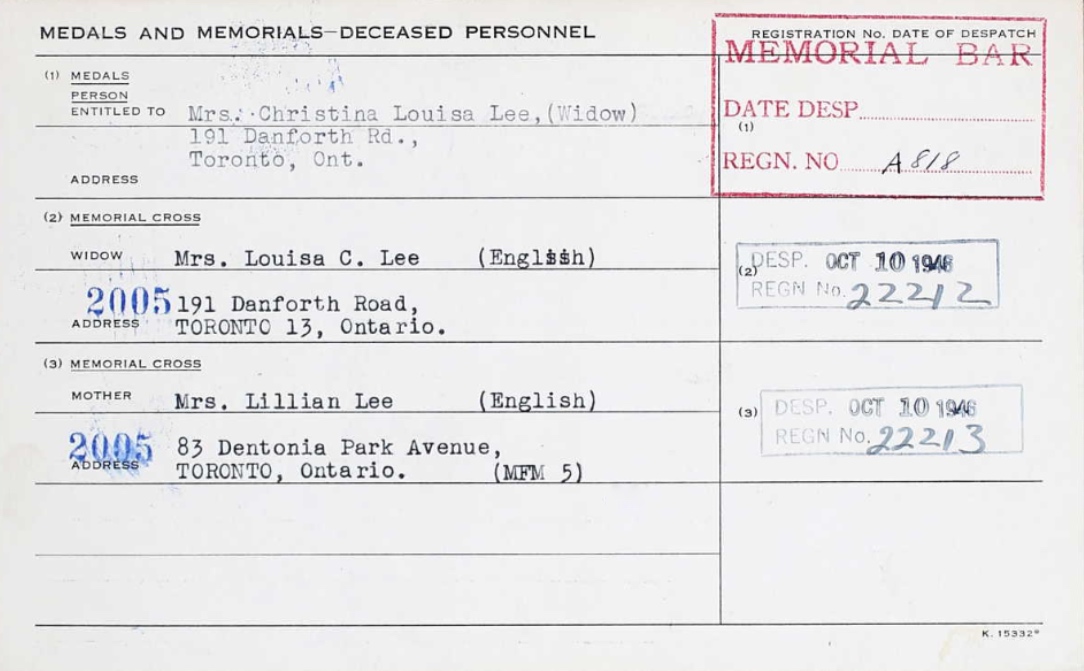 MEDALS AND MEMORIALS—DECEASED PERSONNEL
REGISTRATION No. DATE OF DESPATCH
MEMORIAL BAR
(1) MEDALS
PERSON
ENTITLED TO Mrs. Christina Louisa Lee, (Widow)
191 Danforth Rd.,
Toronto, Ont.
ADDRESS
DATE DESP.
(1)
REGN. NO. A818
(2) MEMORIAL CROSS
WIDOW Mrs. Louisa C. Lee (English)
2005 191 Danforth Road,
ADDRESS TORONTO 13, Ontario.
(2) DESP. OCT 10 1946
REGN No. 22212
(3) MEMORIAL CROSS
MOTHER Mrs. Lillian Lee (English)
2005 83 Dentonia Park Avenue,
ADDRESS TORONTO, Ontario. (MFM 5)
(3) DESP. OCT 10 1946
REGN No. 22213
K. 15332